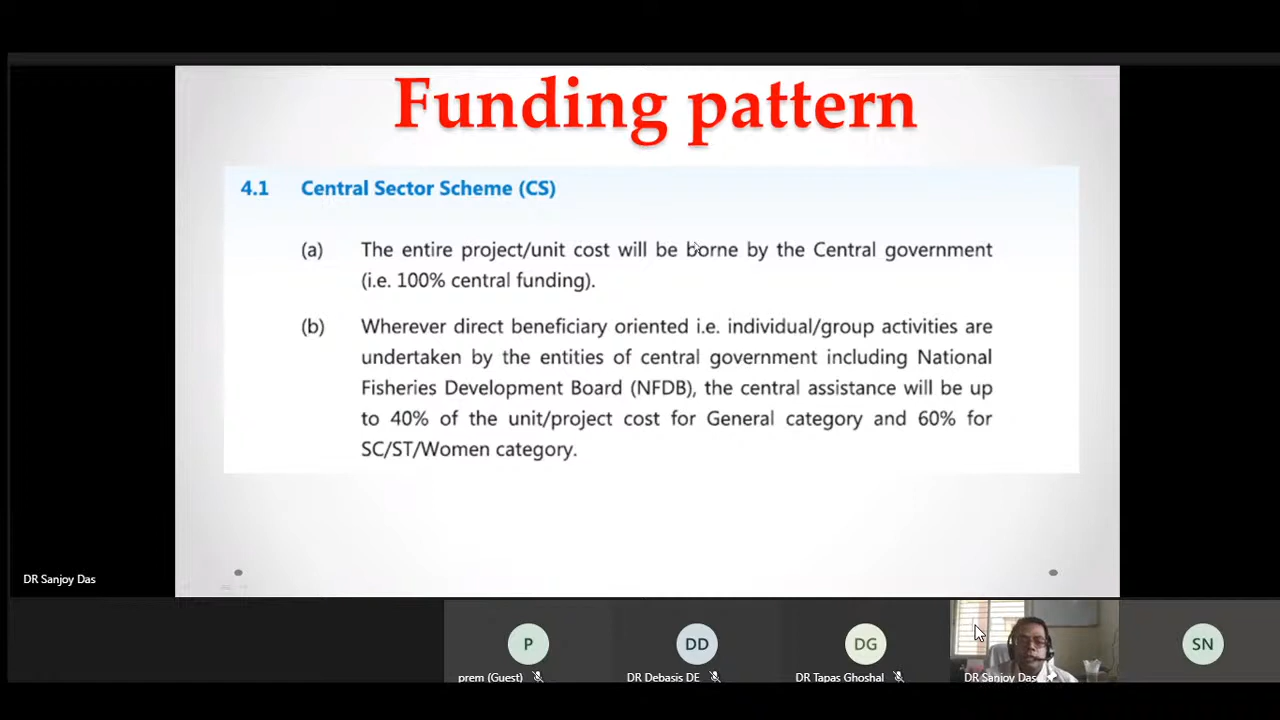 Funding pattern
4.1 Central Sector Scheme (CS)
(a) The entire project/unit cost will be borne by the Central government
(i.e. 100% central funding).
(b) Wherever direct beneficiary oriented i.e. individual/group activities are
undertaken by the entities of central government including National
Fisheries Development Board (NFDB), the central assistance will be up
to 40% of the unit/project cost for General category and 60% for
SC/ST/Women category.
DR Sanjoy Das
P
DD
DG
SN
prem (Guest)
DR Debasis DE
DR Tapas Ghoshal
DR Sanjoy Das